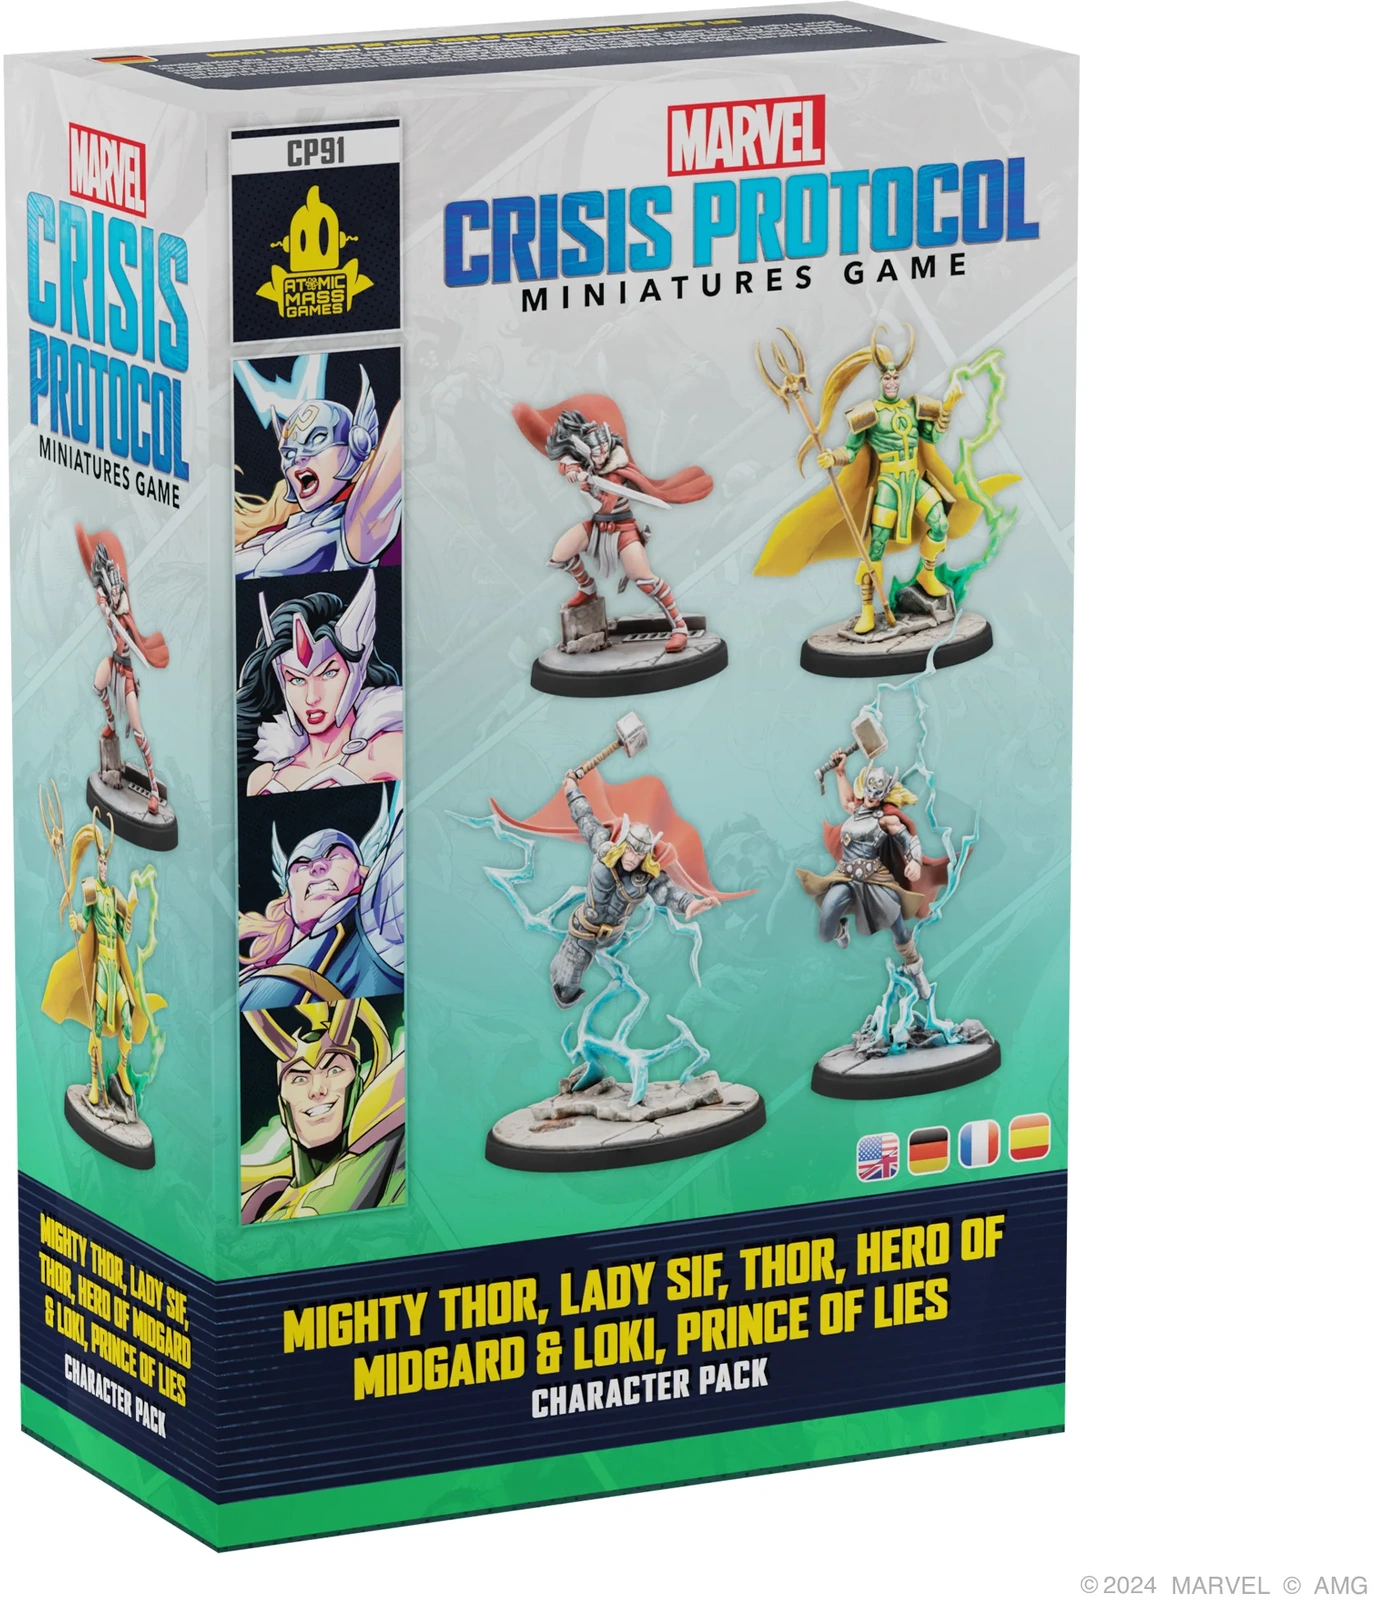 MARVEL
CRISIS
PROTOCOL
MINIATURES GAME
MIGHTY THOR, LADY SIF,
THOR, HERO OF MIDGARD
& LOKI, PRINCE OF LIES
CHARACTER PACK
CP91
ATOMIC
MASS
GAMES
MARVEL
CRISIS PROTOCOL
MINIATURES GAME
MIGHTY THOR, LADY SIF, THOR, HERO OF
MIDGARD & LOKI, PRINCE OF LIES
CHARACTER PACK
©2024 MARVEL © AMG